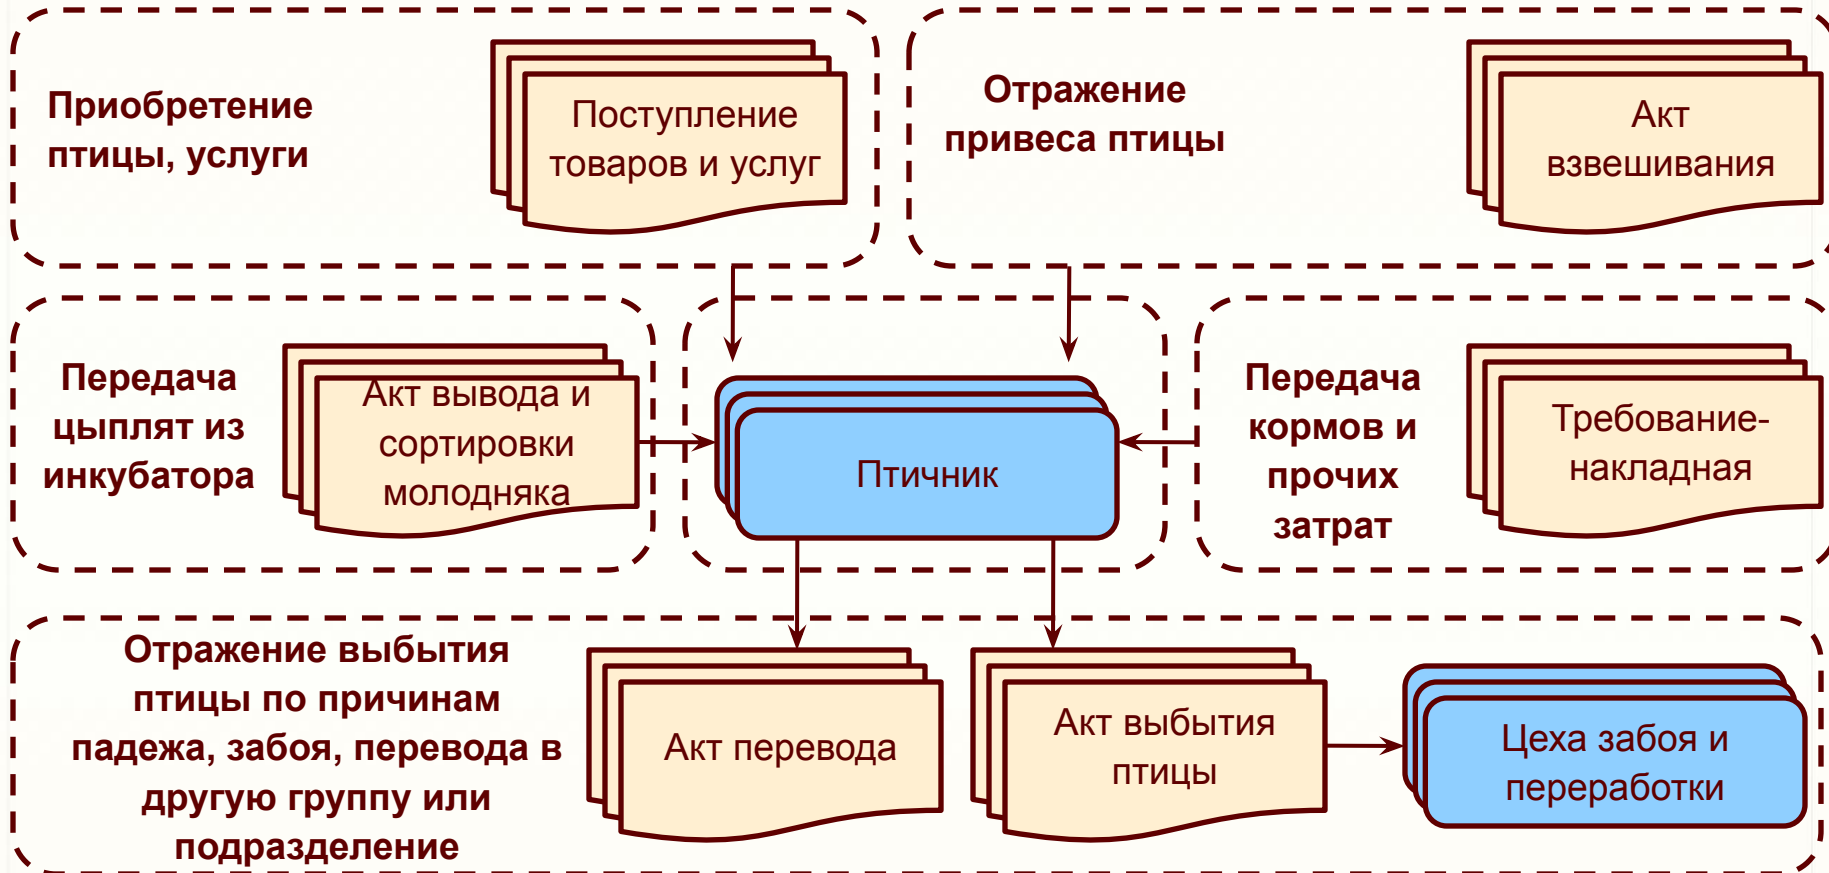 Приобретение
птицы, услуги
Поступление
товаров и услуг
Отражение
привеса птицы
Акт
взвешивания
Передача
цыплят из
инкубатора
Акт вывода и
сортировки
молодняка
Птичник
Передача
кормов и
прочих
затрат
Требование-
накладная
Отражение выбытия
птицы по причинам
падежа, забоя, перевода в
другую группу или
подразделение
Акт перевода
Акт выбытия
птицы
Цеха забоя и
переработки